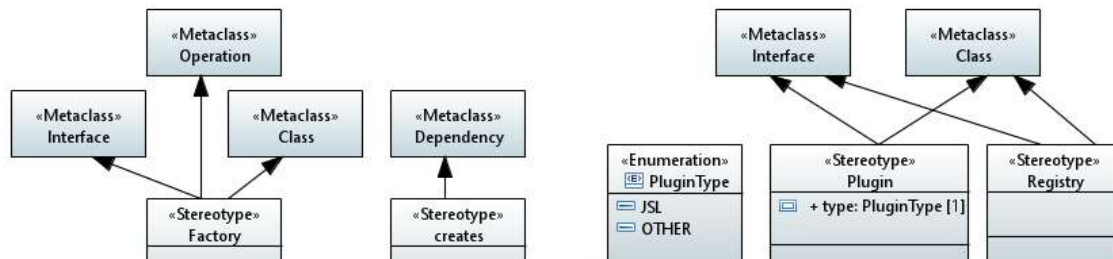 «Metaclass»
Operation
«Metaclass»
Interface
«Metaclass»
Class
«Metaclass»
Dependency
«Stereotype»
Factory
«Stereotype»
creates
«Metaclass»
Interface
«Metaclass»
Class
«Enumeration»
<E> PluginType
JSL
OTHER
«Stereotype»
Plugin
+ type: PluginType [1]
«Stereotype»
Registry